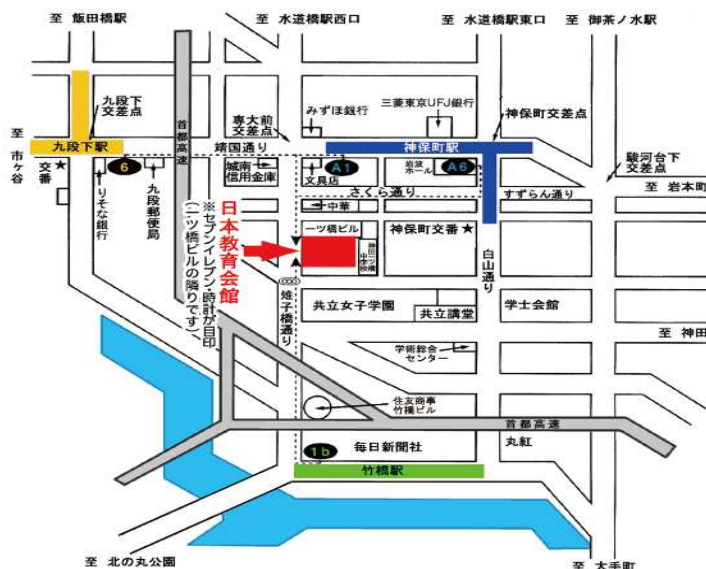 至 飯田橋駅
至 水道橋駅西口
至 水道橋駅東口
至 御茶ノ水駅
九段下
交差点
首都高速
専大前
交差点
みずほ銀行
三菱東京UFJ銀行
神保町交差点
至
市ヶ谷
九段下駅
靖国通り
神保町駅
駿河台下
交差点
交番★
6
りそな銀行
九段郵便局
城南
信用金庫
文具店
A1
岩波
ホール
A6
さくら通り
すずらん通り
至 岩本町
中華
日本教育会館
※セブンイレブン・時計が目印
(一ツ橋ビルの隣りです)
一ツ橋ビル
神田一ツ橋
中学校
神保町交番★
白山通り
雉子橋通り
共立女子学園
共立講堂
学士会館
至 神田
学術総合
センター
住友商事
竹橋ビル
首都高速
丸紅
1b
毎日新聞社
竹橋駅
至 北の丸公園
至 大手町